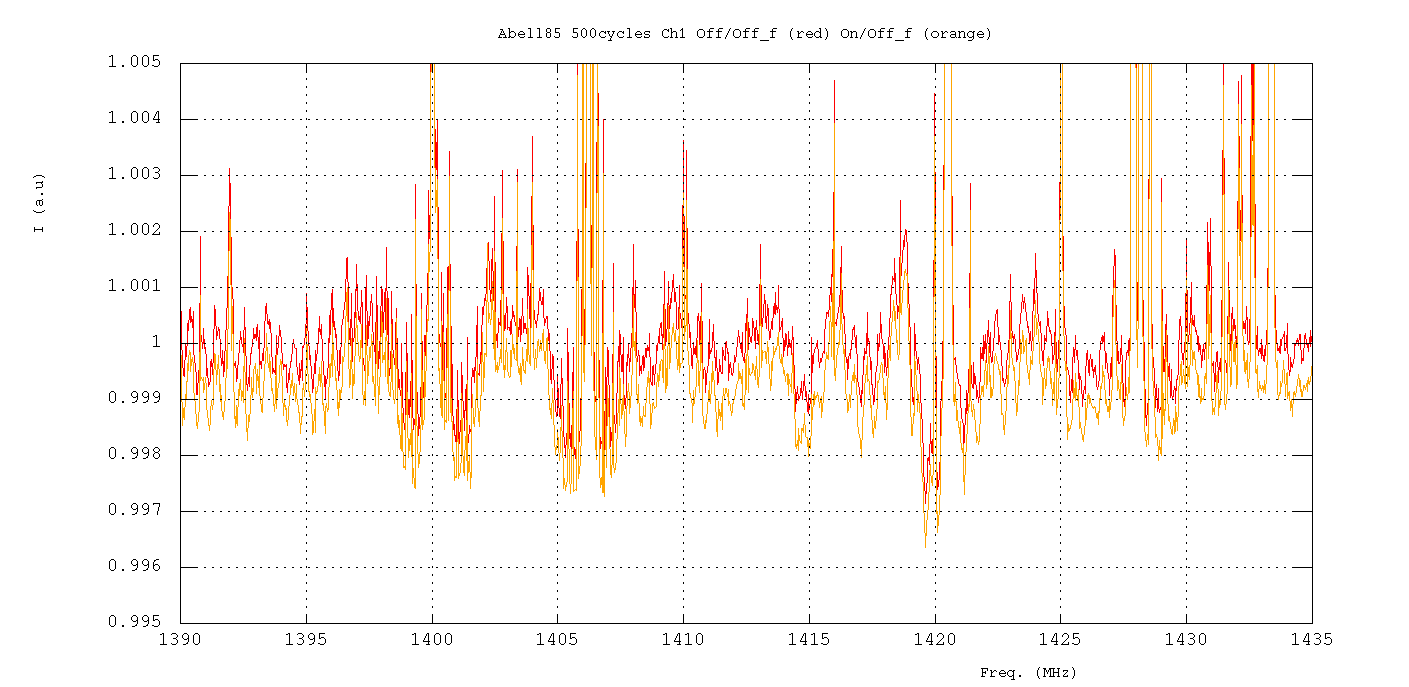 Abell85 500cycles Ch1 Off/Off_f (red) On/Off_f (orange)
1.005
1.004
1.003
1.002
1.001
1
0.999
0.998
0.997
0.996
0.995
I (a.u)
1390 1395 1400 1405 1410 1415 1420 1425 1430 1435
Freq. (MHz)